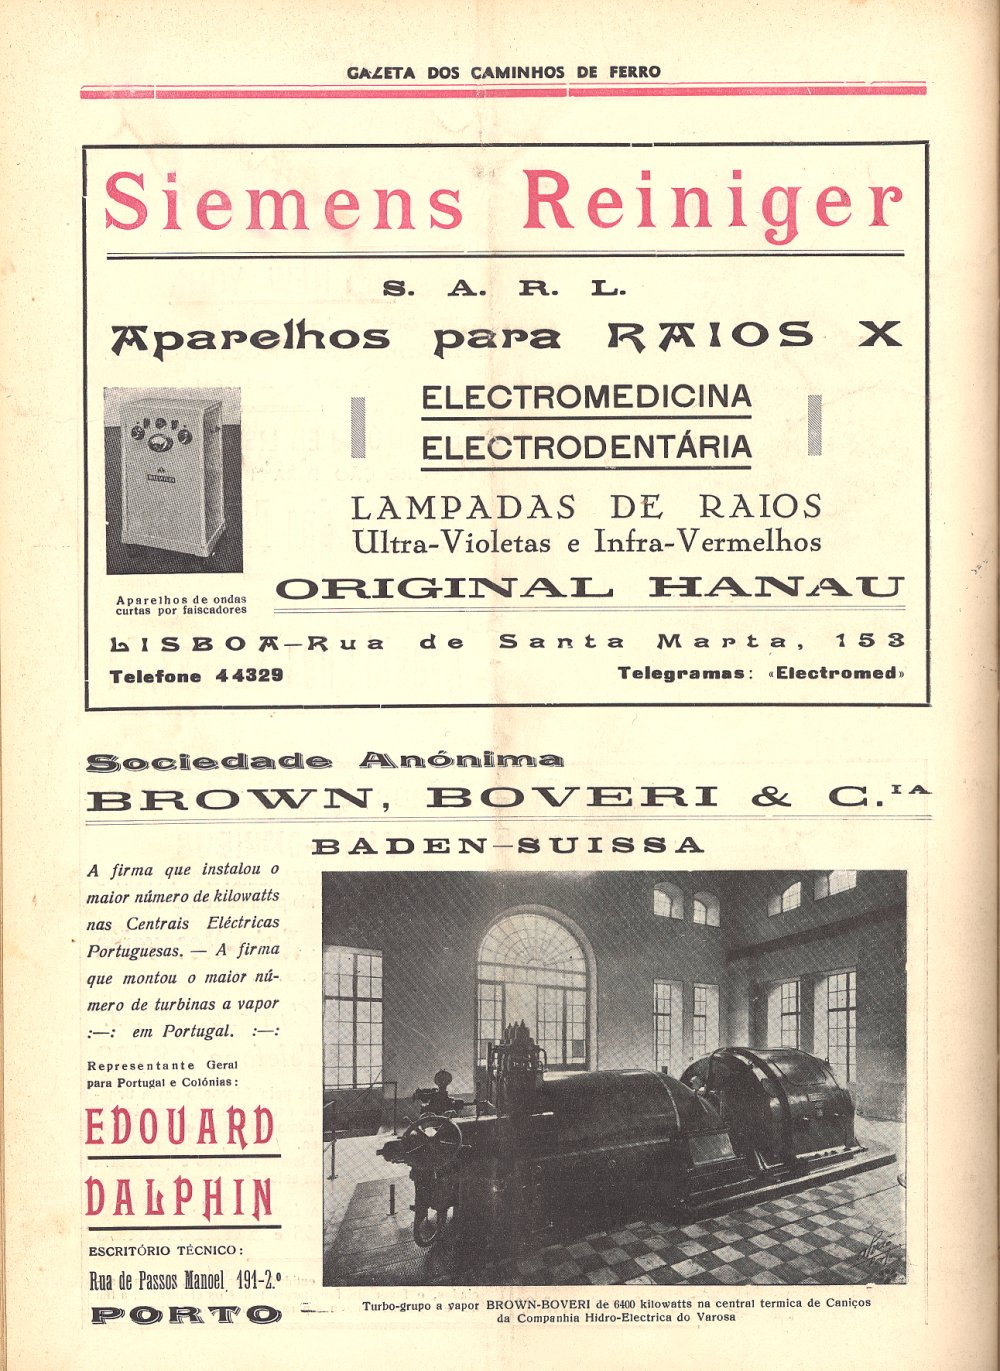 GAZETA DOS CAMINHOS DE FERRO
Siemens Reiniger
S. A. R. L.
Aparelhos para RAIOS X
ELECTROMEDICINA
ELECTRODENTÁRIA
LAMPADAS DE RAIOS
Ultra-Violetas e Infra-Vermelhos
Aparelhos de ondas
curtas por faiscadores
ORIGINAL HANAU
LISBOA—Rua de Santa Marta, 153
Telefone 44329
Telegramas: «Electromed»
Sociedade Anónima
BROWN, BOVERI & C.IA
BADEN—SUISSA
A firma que instalou o
maior número de kilowatts
nas Centrais Eléctricas
Portuguesas. — A firma
que montou o maior nú-
mero de turbinas a vapor
:—: em Portugal. :—:
Representante Geral
para Portugal e Colónias:
EDOUARD
DALPHIN
ESCRITÓRIO TÉCNICO:
Rua de Passos Manoel, 191-2.º
PORTO
Turbo-grupo a vapor BROWN-BOVERI de 6400 kilowatts na central termica de Caniços
da Companhia Hidro-Electrica do Varosa